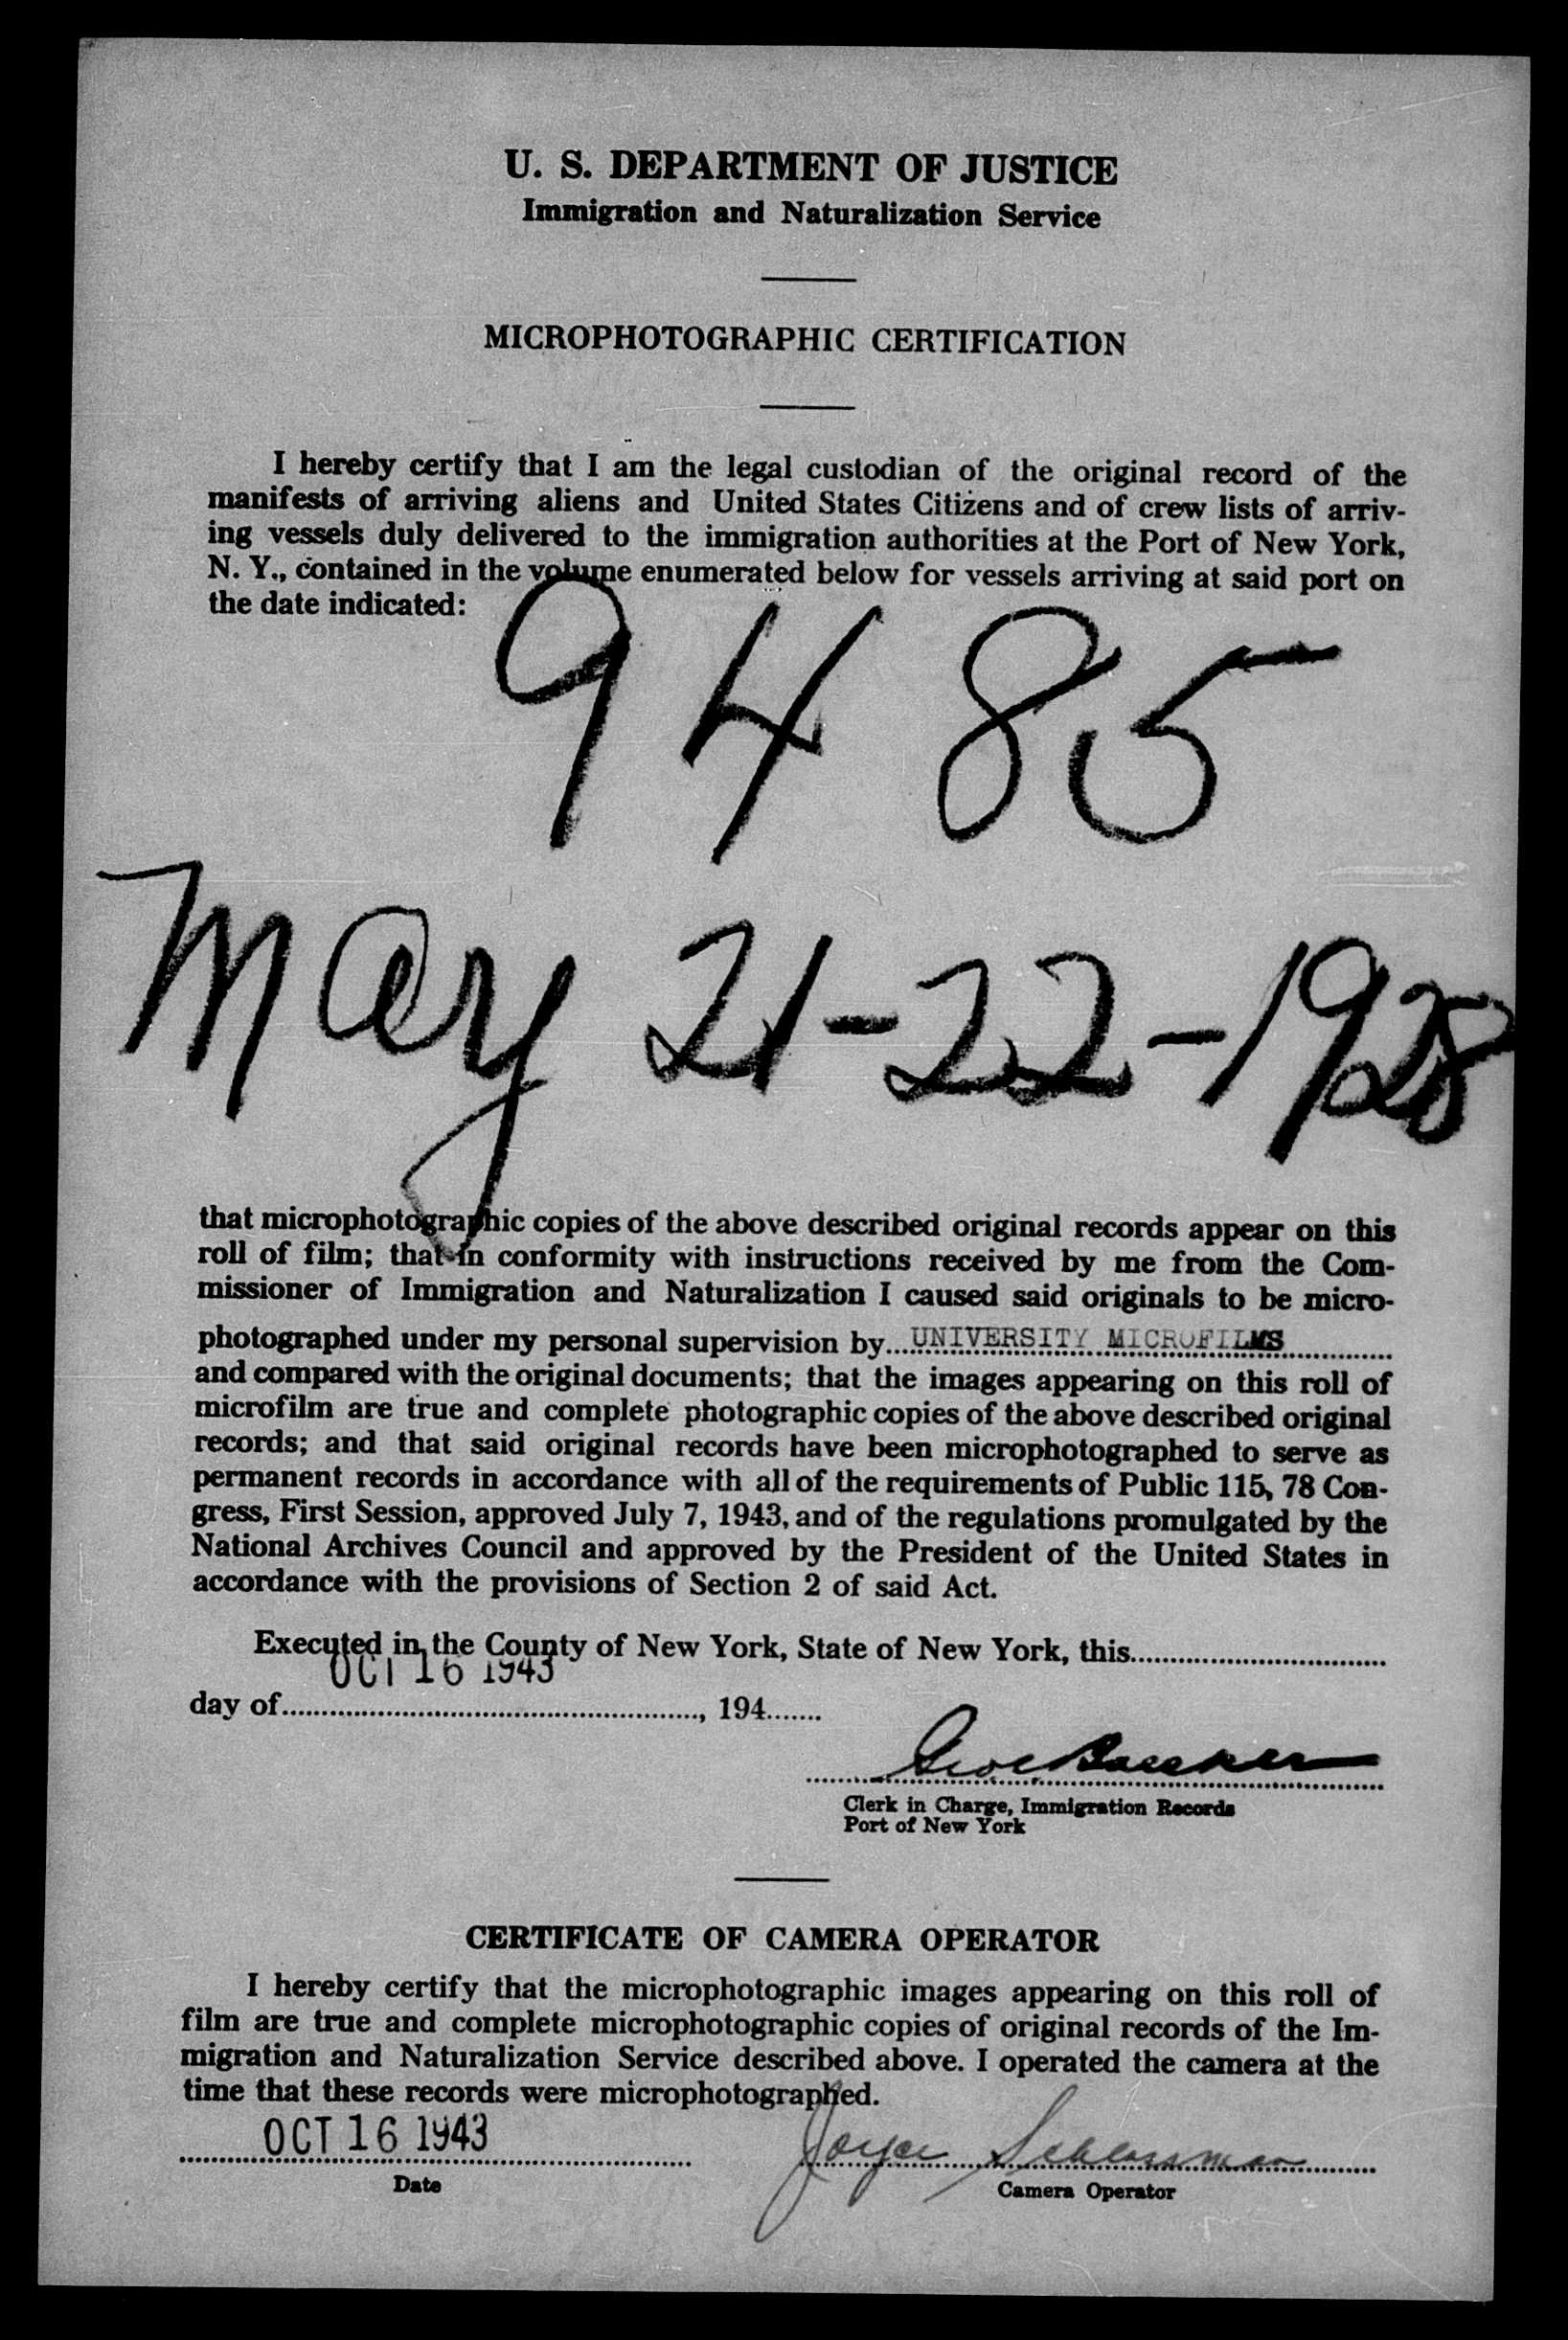 U. S. DEPARTMENT OF JUSTICE
Immigration and Naturalization Service
MICROPHOTOGRAPHIC CERTIFICATION
I hereby certify that I am the legal custodian of the original record of the
manifests of arriving aliens and United States Citizens and of crew lists of arriv-
ing vessels duly delivered to the immigration authorities at the Port of New York,
N. Y., contained in the volume enumerated below for vessels arriving at said port on
the date indicated:
9485
May 21-22-1928
that microphotographic copies of the above described original records appear on this
roll of film; that in conformity with instructions received by me from the Com-
missioner of Immigration and Naturalization I caused said originals to be micro-
photographed under my personal supervision by UNIVERSITY MICROFILMS
and compared with the original documents; that the images appearing on this roll of
microfilm are true and complete photographic copies of the above described original
records; and that said original records have been microphotographed to serve as
permanent records in accordance with all of the requirements of Public 115, 78 Con-
gress, First Session, approved July 7, 1943, and of the regulations promulgated by the
National Archives Council and approved by the President of the United States in
accordance with the provisions of Section 2 of said Act.
Executed in the County of New York, State of New York, this
OCT 16 1943
day of , 194
Clerk in Charge, Immigration Records
Port of New York
CERTIFICATE OF CAMERA OPERATOR
I hereby certify that the microphotographic images appearing on this roll of
film are true and complete microphotographic copies of original records of the Im-
migration and Naturalization Service described above. I operated the camera at the
time that these records were microphotographed.
OCT 16 1943 Joyce Schlossman
Date Camera Operator